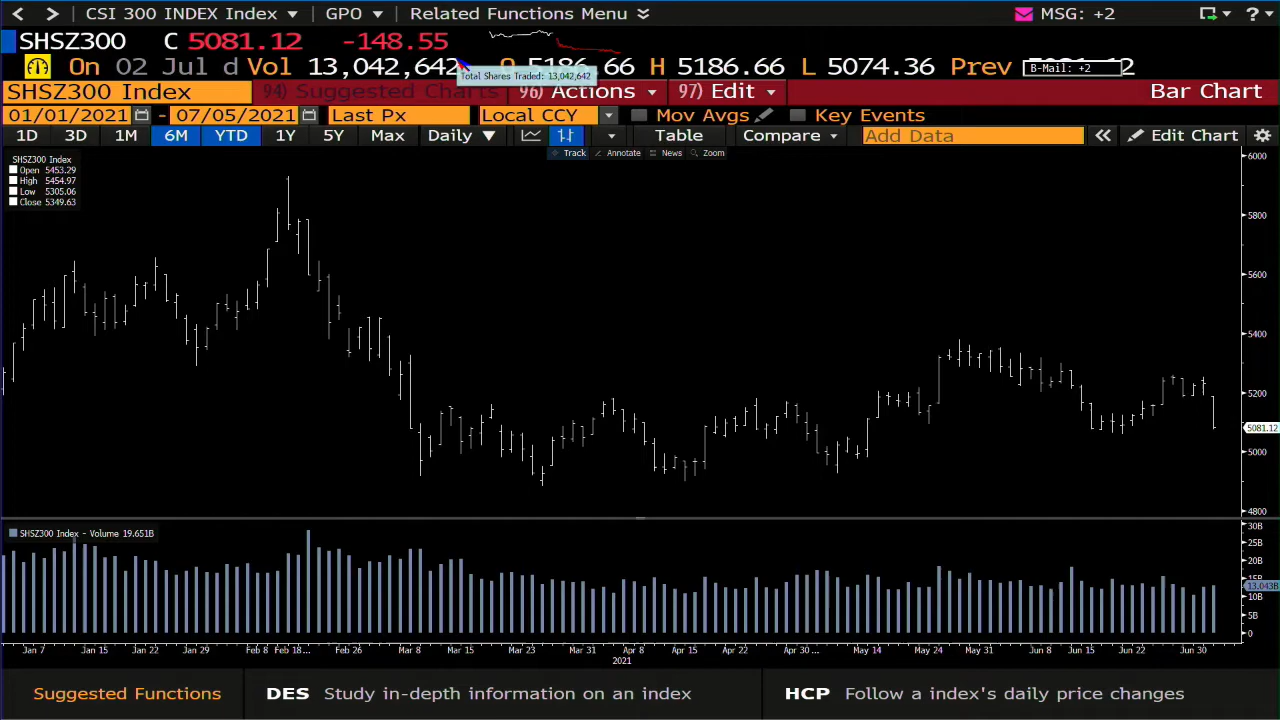 CSI 300 INDEX Index GPO Related Functions Menu MSG: +2 ?
SHSZ300 C 5081.12 -148.55
On 02 Jul d Vol 13,042,642 O 5186.66 H 5186.66 L 5074.36 Prev 2
Total Shares Traded: 13,042,642
B-Mail: +2
SHSZ300 Index 94) Suggested Charts 96) Actions 97) Edit Bar Chart
01/01/2021 - 07/05/2021 Last Px Local CCY Mov Avgs Key Events
1D 3D 1M 6M YTD 1Y 5Y Max Daily Table Compare Add Data Edit Chart
Track Annotate News Zoom
SHSZ300 Index
Open 5453.29
High 5454.97
Low 5305.06
Close 5349.63
6000
5800
5600
5400
5200
5081.12
5000
4800
SHSZ300 Index - Volume 19.651B
30B
25B
20B
15B
13.043B
10B
5B
0
Jan 7 Jan 15 Jan 22 Jan 29 Feb 8 Feb 18... Feb 26 Mar 8 Mar 15 Mar 23 Mar 31 Apr 8 Apr 15 Apr 22 Apr 30 ... May 14 May 24 May 31 Jun 8 Jun 15 Jun 22 Jun 30
2021
Suggested Functions DES Study in-depth information on an index HCP Follow a index's daily price changes